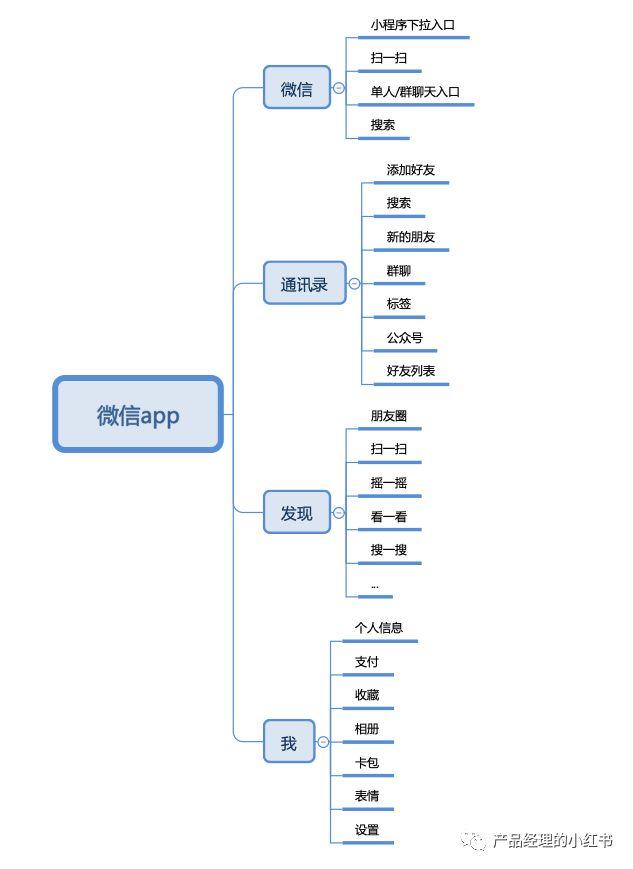 微信app
微信
小程序下拉入口
扫一扫
单人/群聊天入口
搜索
通讯录
添加好友
搜索
新的朋友
群聊
标签
公众号
好友列表
发现
朋友圈
扫一扫
摇一摇
看一看
搜一搜
...
我
个人信息
支付
收藏
相册
卡包
表情
设置
产品经理的小红书